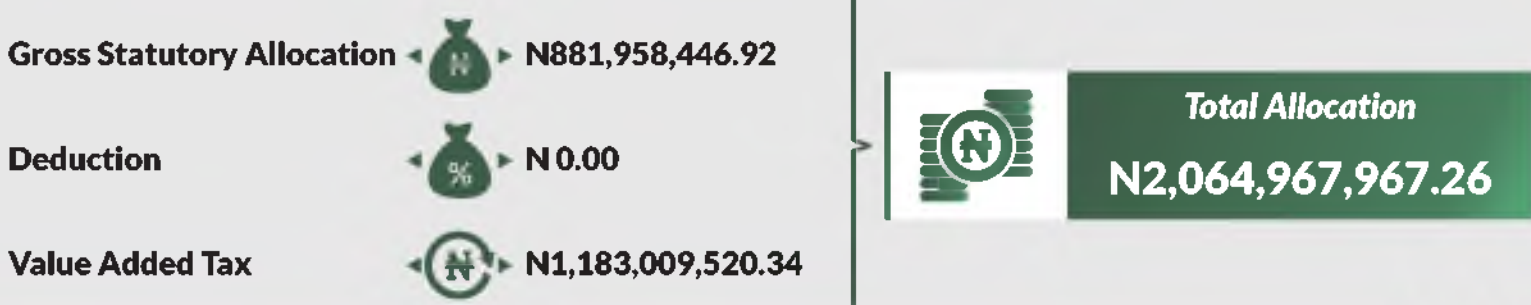 Gross Statutory Allocation N N881,958,446.92
Deduction % N 0.00
Value Added Tax ₦ N1,183,009,520.34
₦
Total Allocation
N2,064,967,967.26